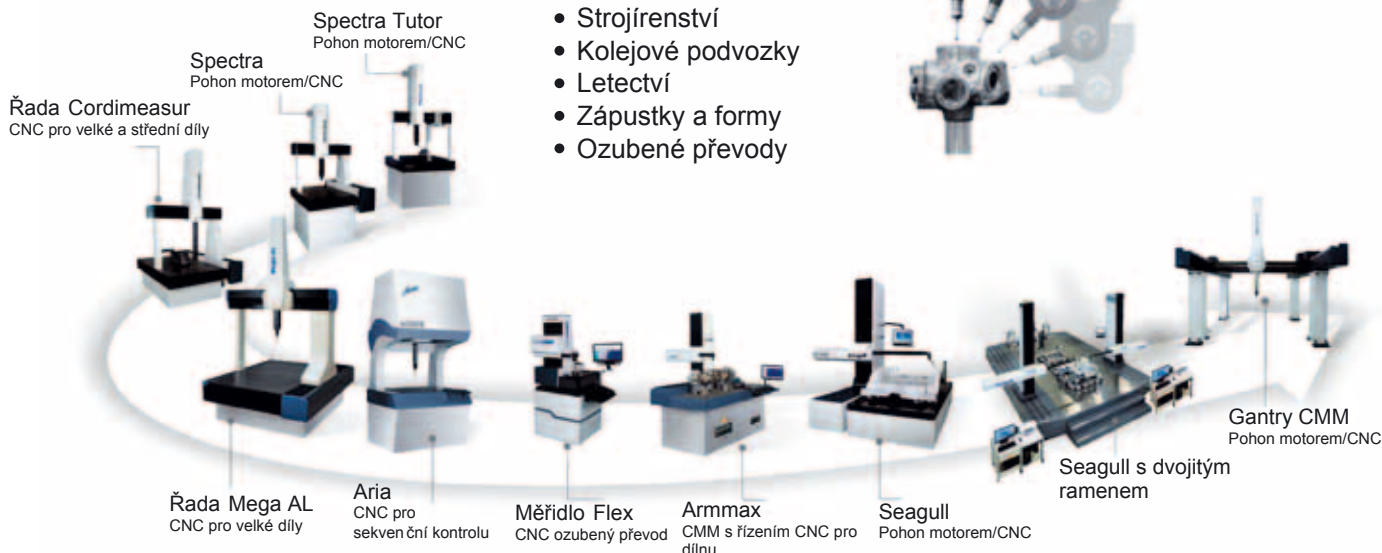 Spectra Tutor
Pohon motorem/CNC
Spectra
Pohon motorem/CNC
Řada Cordimeasur
CNC pro velké a střední díly
• Strojírenství
• Kolejové podvozky
• Letectví
• Zápustky a formy
• Ozubené převody
Řada Mega AL
CNC pro velké díly
Aria
CNC pro
sekvenční kontrolu
Měřidlo Flex
CNC ozubený převod
Armmax
CMM s řízením CNC pro
dílnu
Seagull
Pohon motorem/CNC
Seagull s dvojitým
ramenem
Gantry CMM
Pohon motorem/CNC